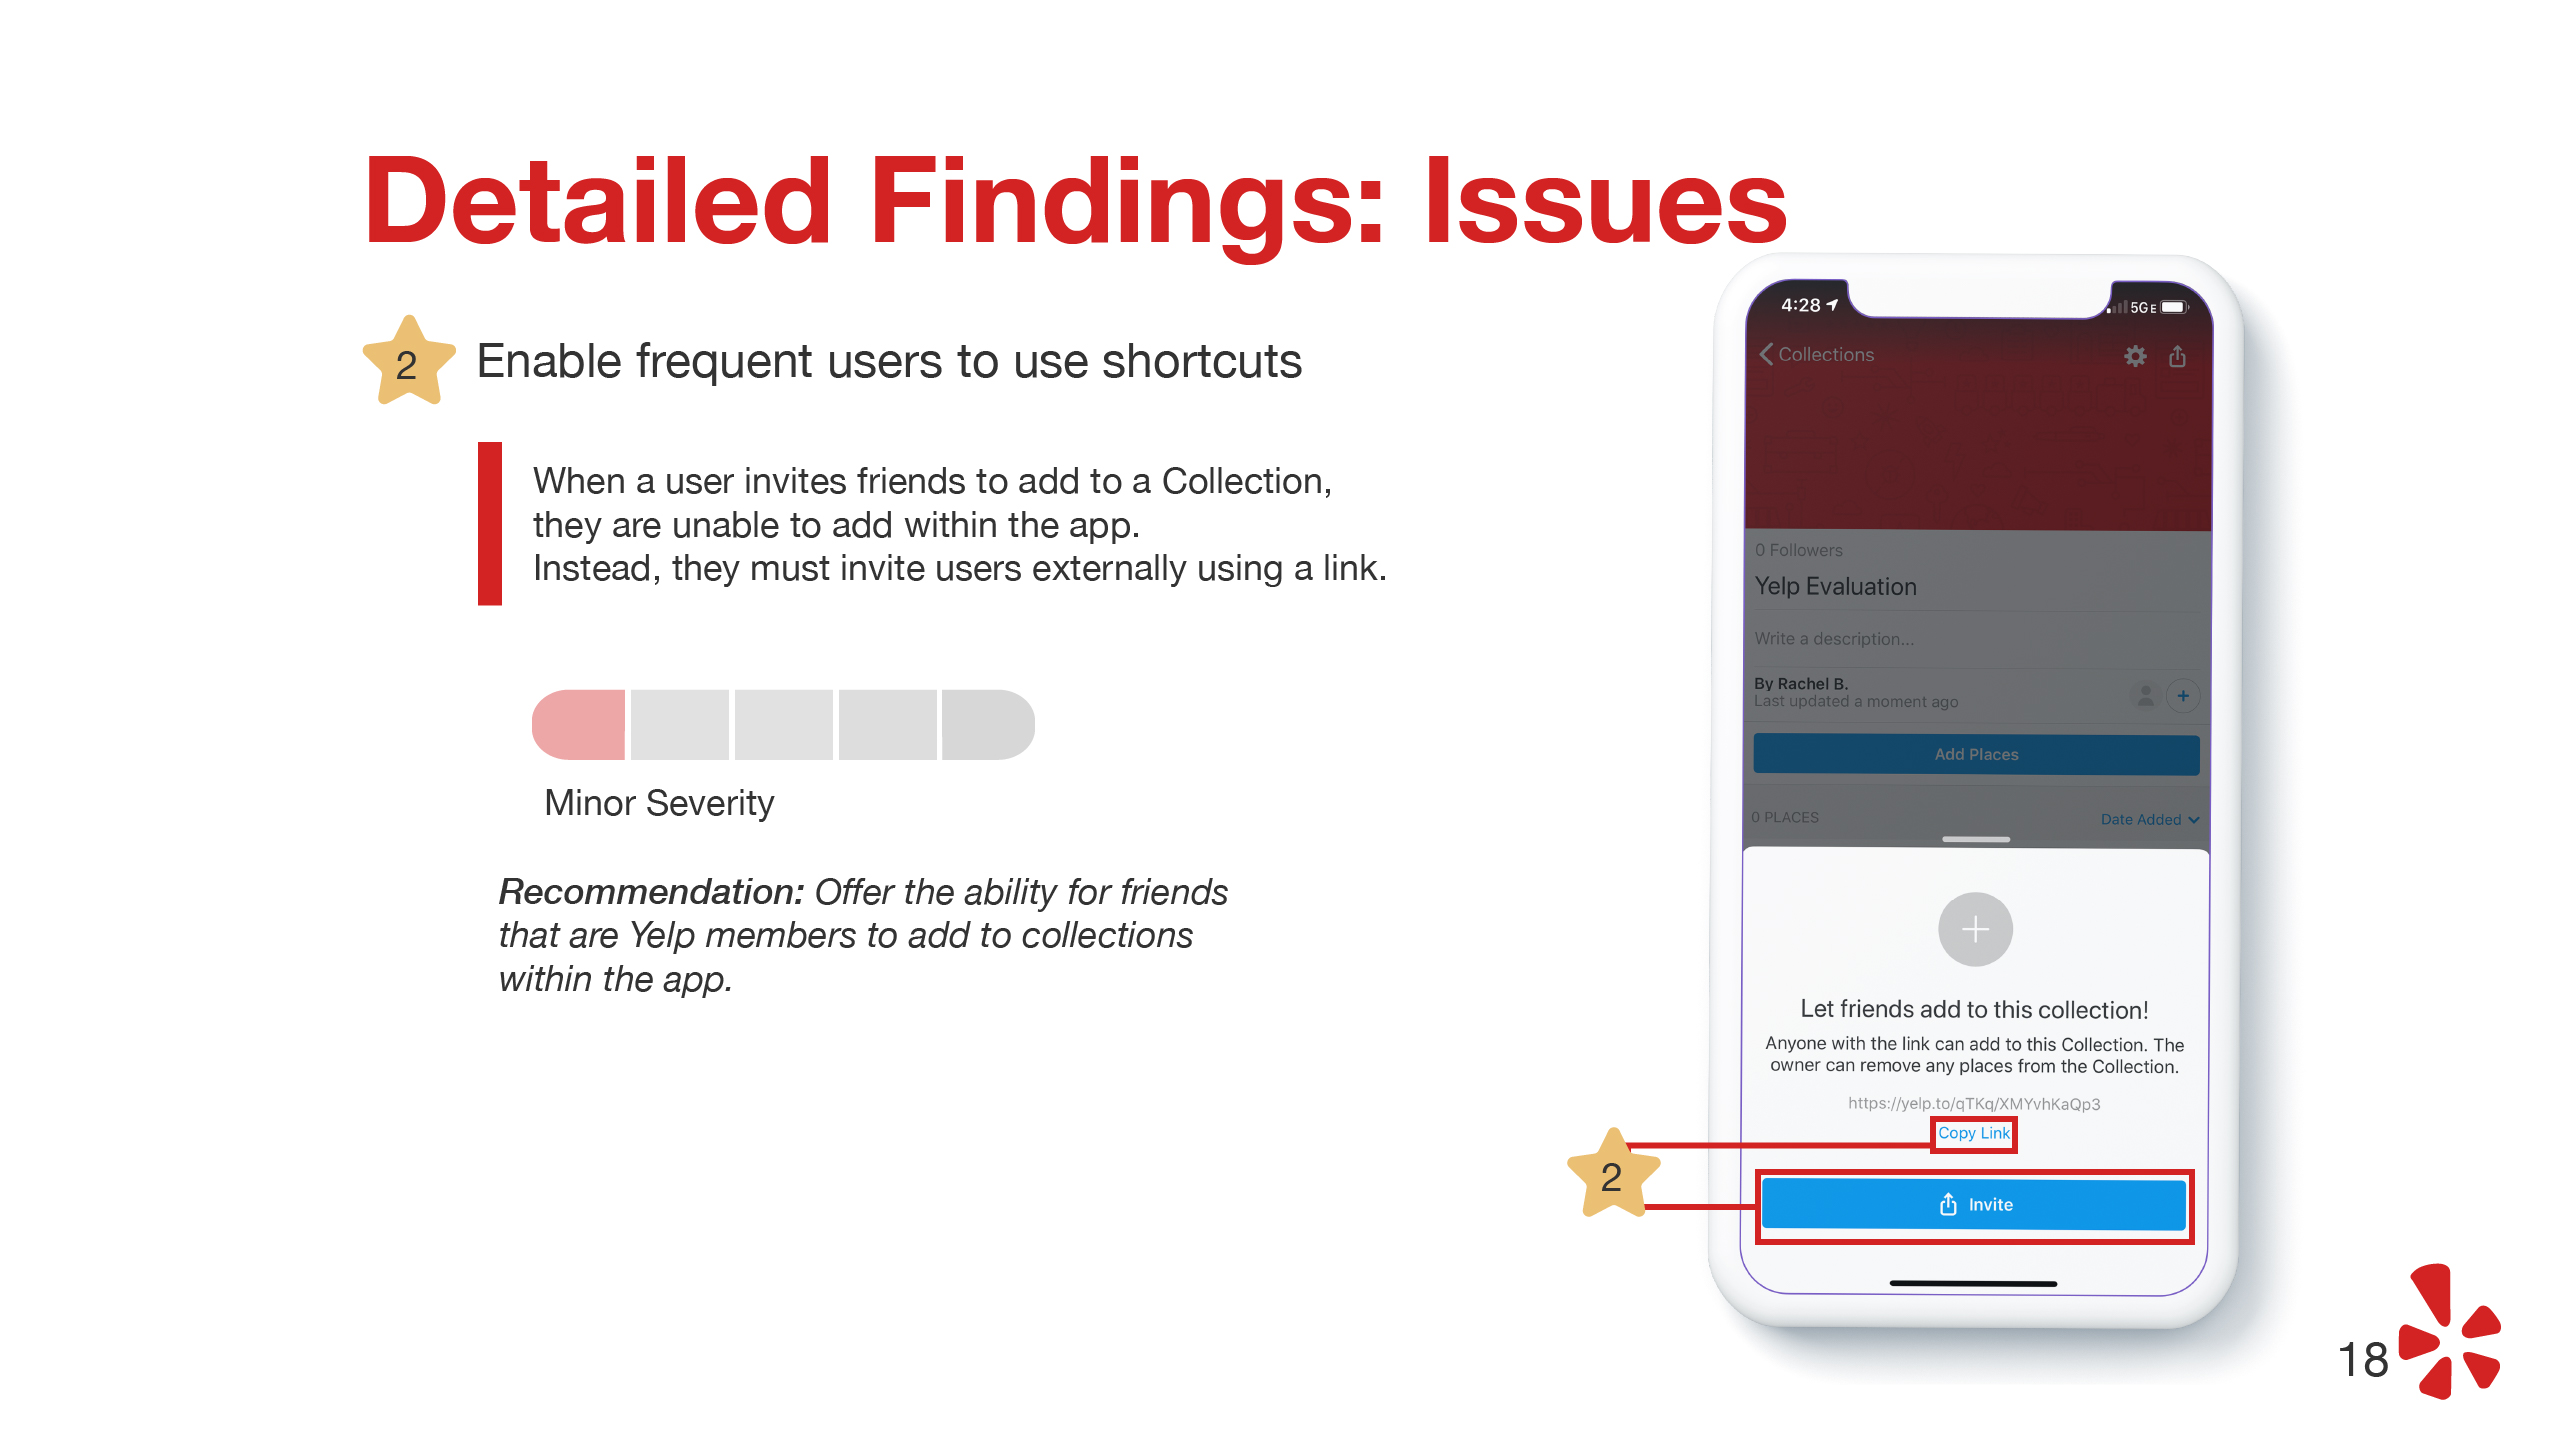 Detailed Findings: Issues
2
Enable frequent users to use shortcuts
When a user invites friends to add to a Collection,
they are unable to add within the app.
Instead, they must invite users externally using a link.
Minor Severity
Recommendation: Offer the ability for friends
that are Yelp members to add to collections
within the app.
4:28
5GE
Collections
0 Followers
Yelp Evaluation
Write a description...
By Rachel B.
Last updated a moment ago
Add Places
0 PLACES
Date Added
Let friends add to this collection!
Anyone with the link can add to this Collection. The
owner can remove any places from the Collection.
https://yelp.to/qTKq/XMYvhKaQp3
Copy Link
2
Invite
18